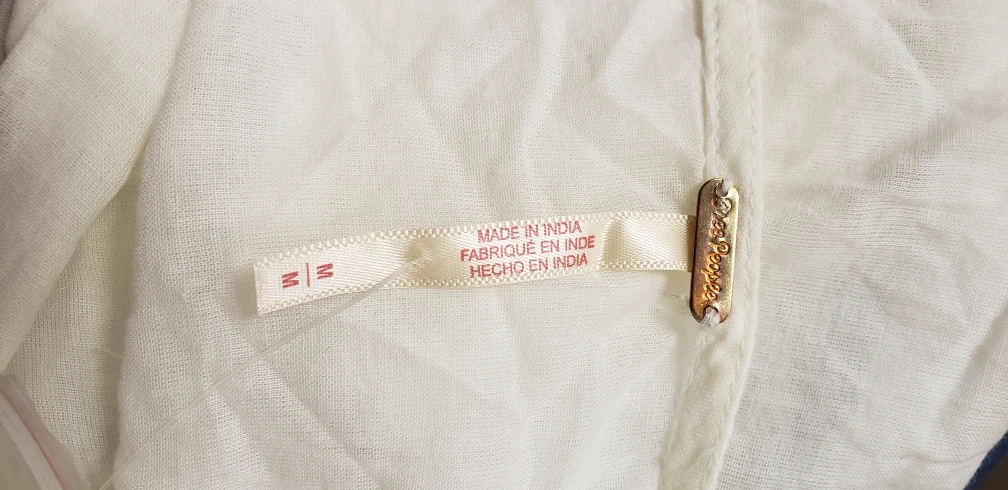 MADE IN INDIA
FABRIQUÉ EN INDE
HECHO EN INDIA
M
M
Free People